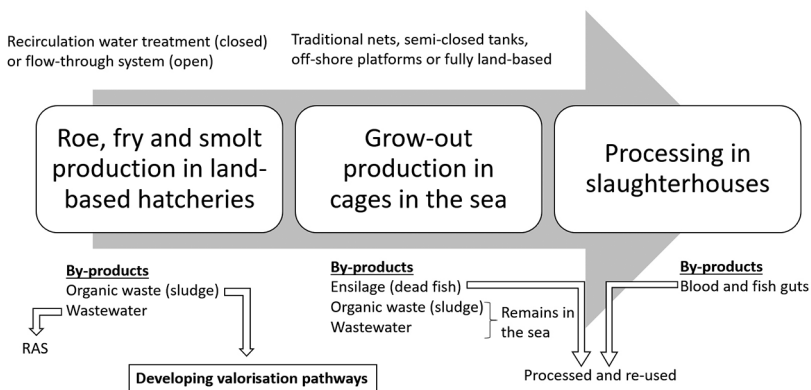 Recirculation water treatment (closed)
or flow-through system (open)
Traditional nets, semi-closed tanks,
off-shore platforms or fully land-based
Roe, fry and smolt
production in land-
based hatcheries
Grow-out
production in
cages in the sea
Processing in
slaughterhouses
By-products
Organic waste (sludge)
Wastewater
RAS
Developing valorisation pathways
By-products
Ensilage (dead fish)
Organic waste (sludge)
Wastewater
Remains in
the sea
By-products
Blood and fish guts
Processed and re-used